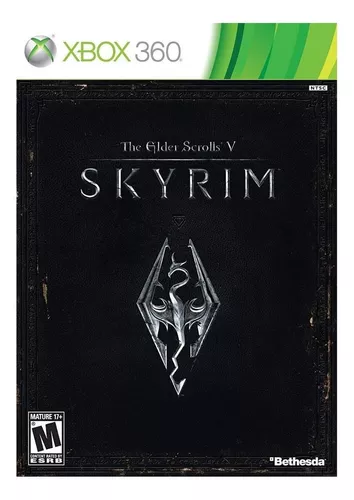 XBOX 360
NTSC
The Elder Scrolls V
SKYRIM
MATURE 17+
M
CONTENT RATED BY
ESRB
Bethesda